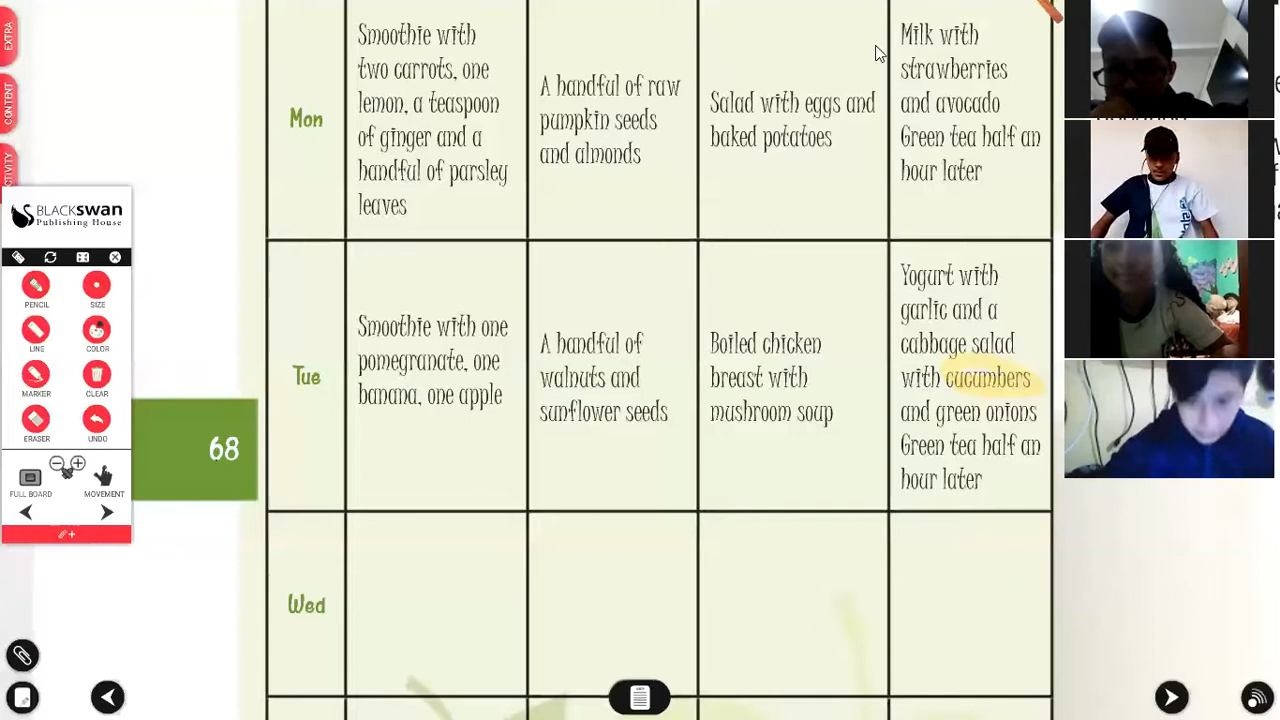 EXTRA
CONTENT
BLACKSWAN
Publishing House
PENCIL
SIZE
LINE
COLOR
MARKER
CLEAR
ERASER
UNDO
FULL BOARD
MOVEMENT
68
Mon
Smoothie with
two carrots, one
lemon, a teaspoon
of ginger and a
handful of parsley
leaves
A handful of raw
pumpkin seeds
and almonds
Salad with eggs and
baked potatoes
Milk with
strawberries
and avocado
Green tea half an
hour later
Tue
Smoothie with one
pomegranate, one
banana, one apple
A handful of
walnuts and
sunflower seeds
Boiled chicken
breast with
mushroom soup
Yogurt with
garlic and a
cabbage salad
with cucumbers
and green onions
Green tea half an
hour later
Wed